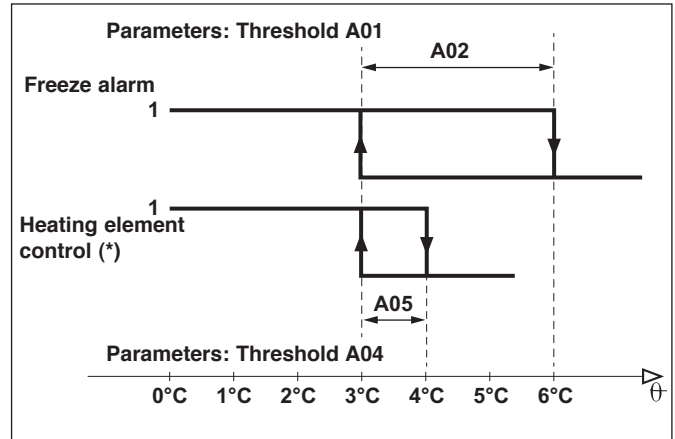 Parameters: Threshold A01
A02
Freeze alarm
1
1
Heating element
control (*)
A05
Parameters: Threshold A04
0°C 1°C 2°C 3°C 4°C 5°C 6°C θ